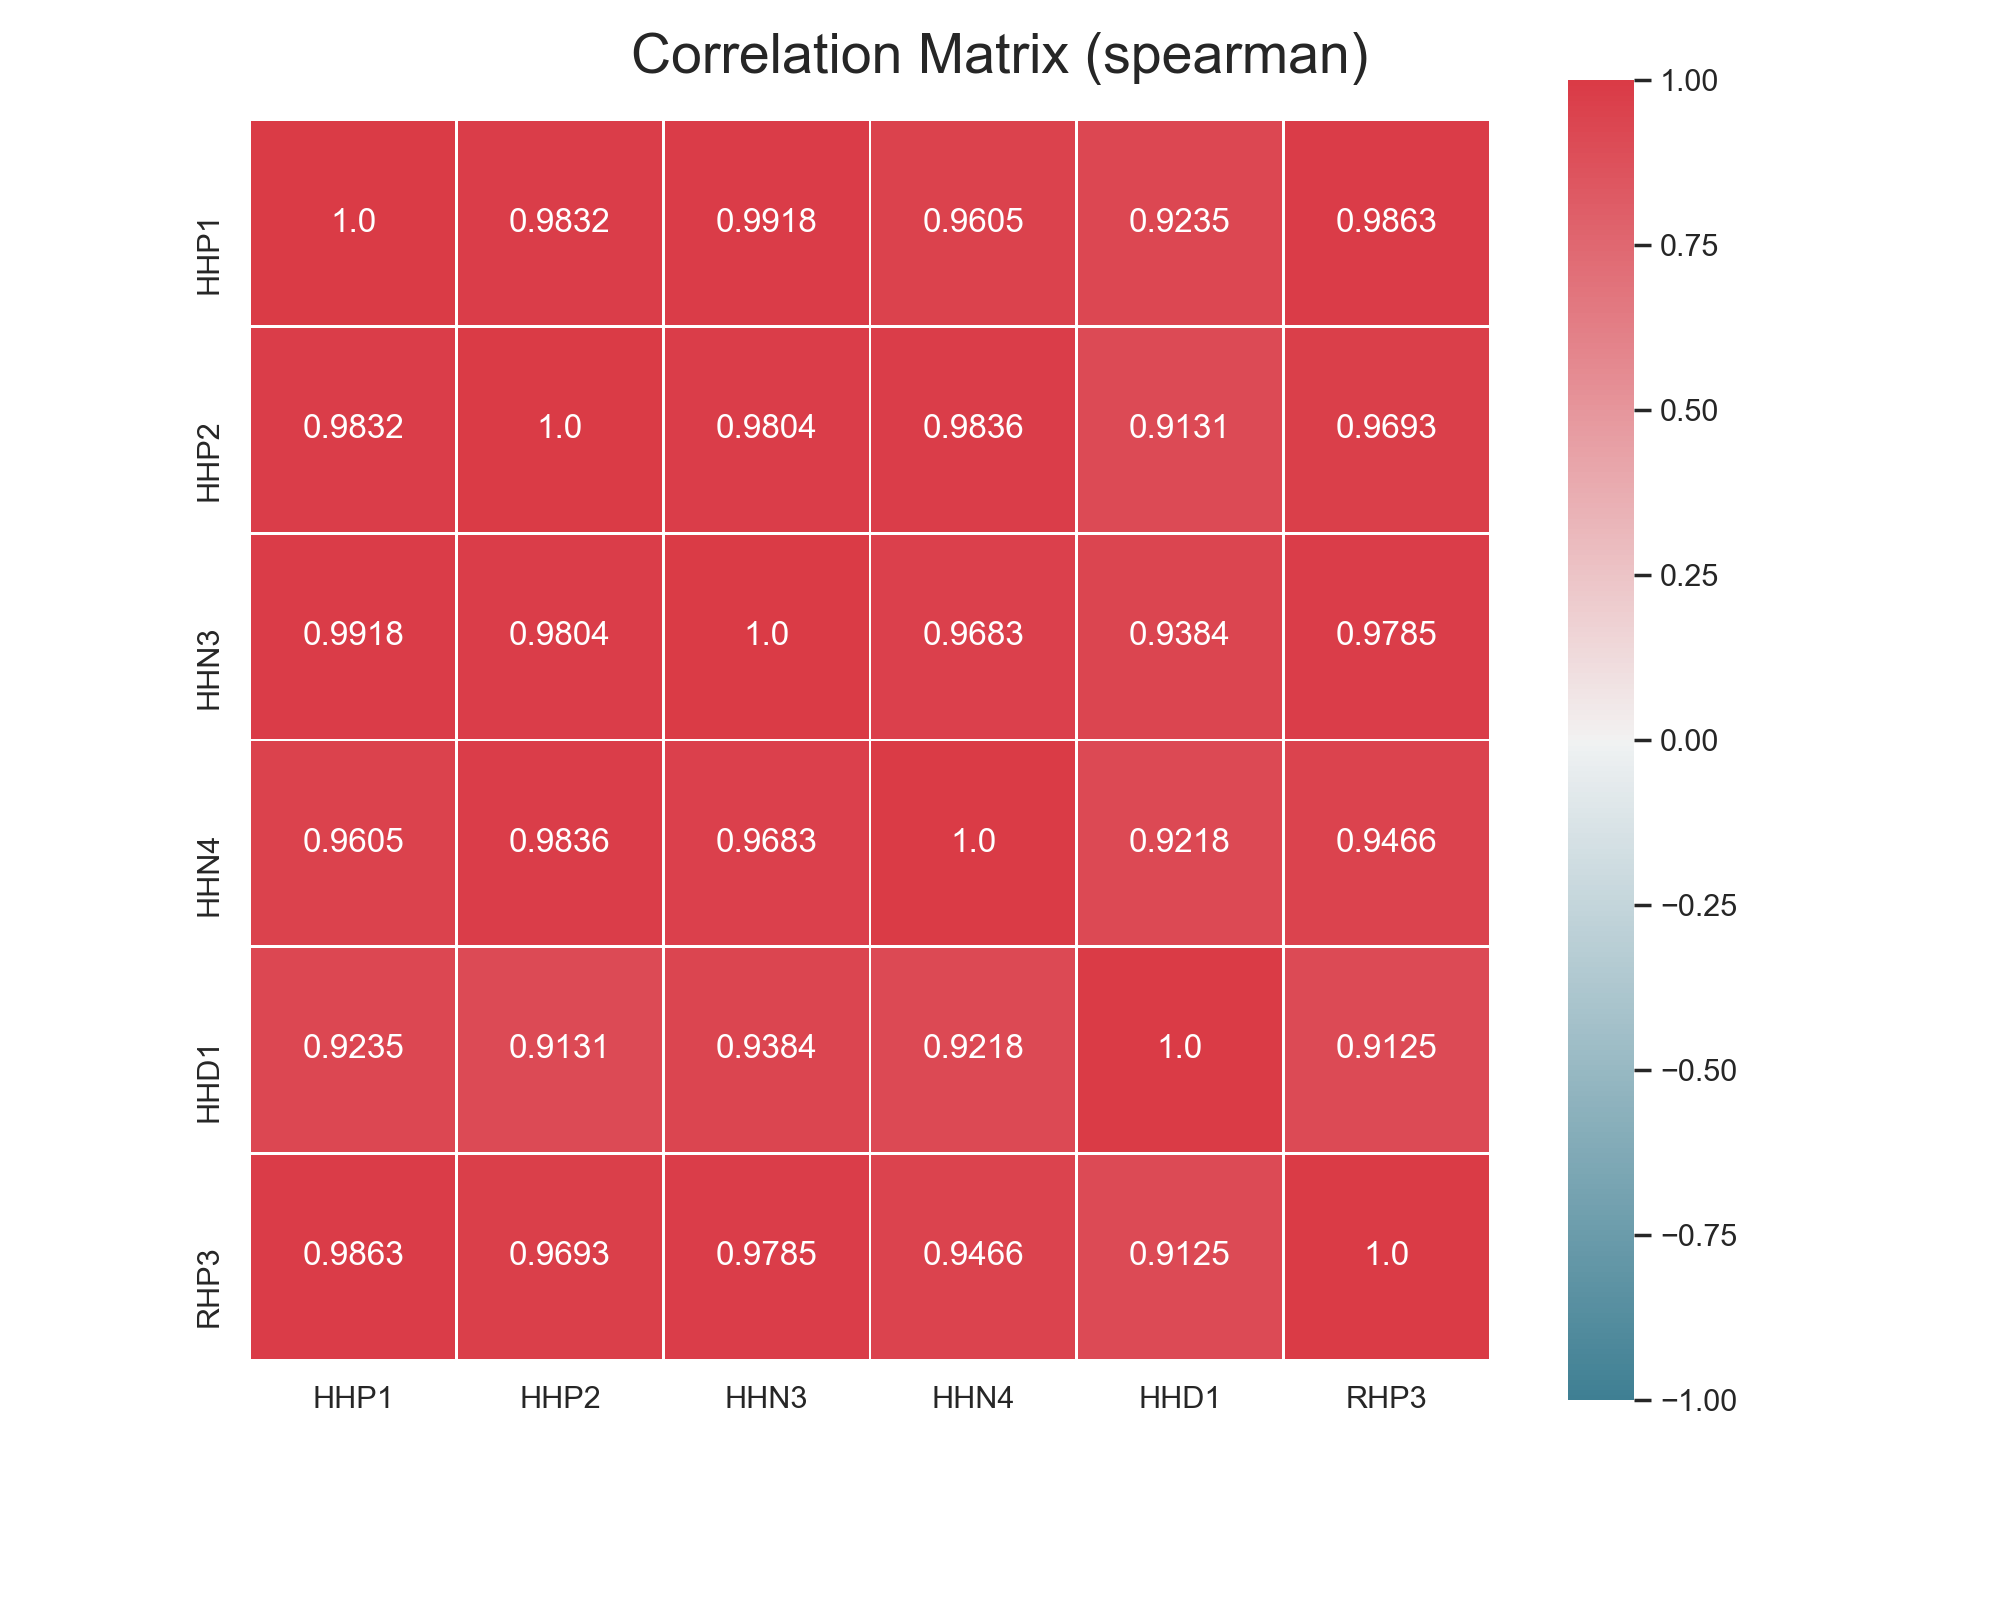 Correlation Matrix (spearman)
HHP1 1.0 0.9832 0.9918 0.9605 0.9235 0.9863
HHP2 0.9832 1.0 0.9804 0.9836 0.9131 0.9693
HHN3 0.9918 0.9804 1.0 0.9683 0.9384 0.9785
HHN4 0.9605 0.9836 0.9683 1.0 0.9218 0.9466
HHD1 0.9235 0.9131 0.9384 0.9218 1.0 0.9125
RHP3 0.9863 0.9693 0.9785 0.9466 0.9125 1.0
HHP1 HHP2 HHN3 HHN4 HHD1 RHP3
1.00
0.75
0.50
0.25
0.00
−0.25
−0.50
−0.75
−1.00